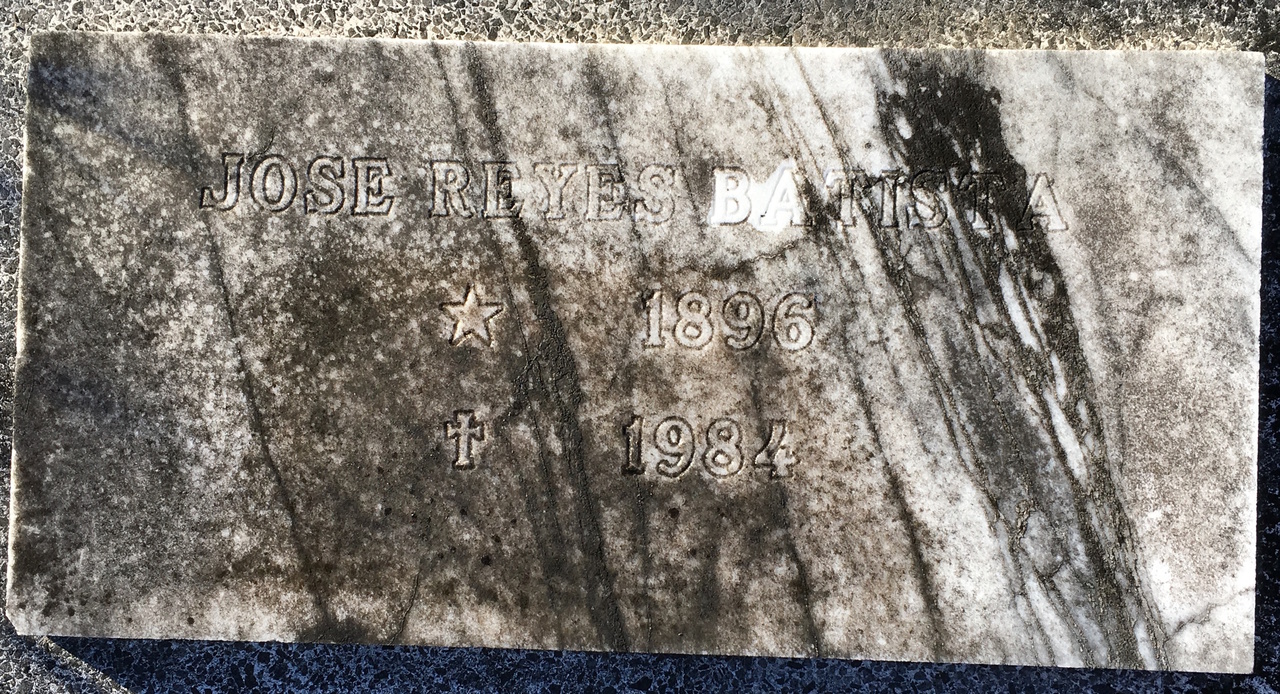 JOSE REYES BATISTA
☆ 1896
✝ 1984